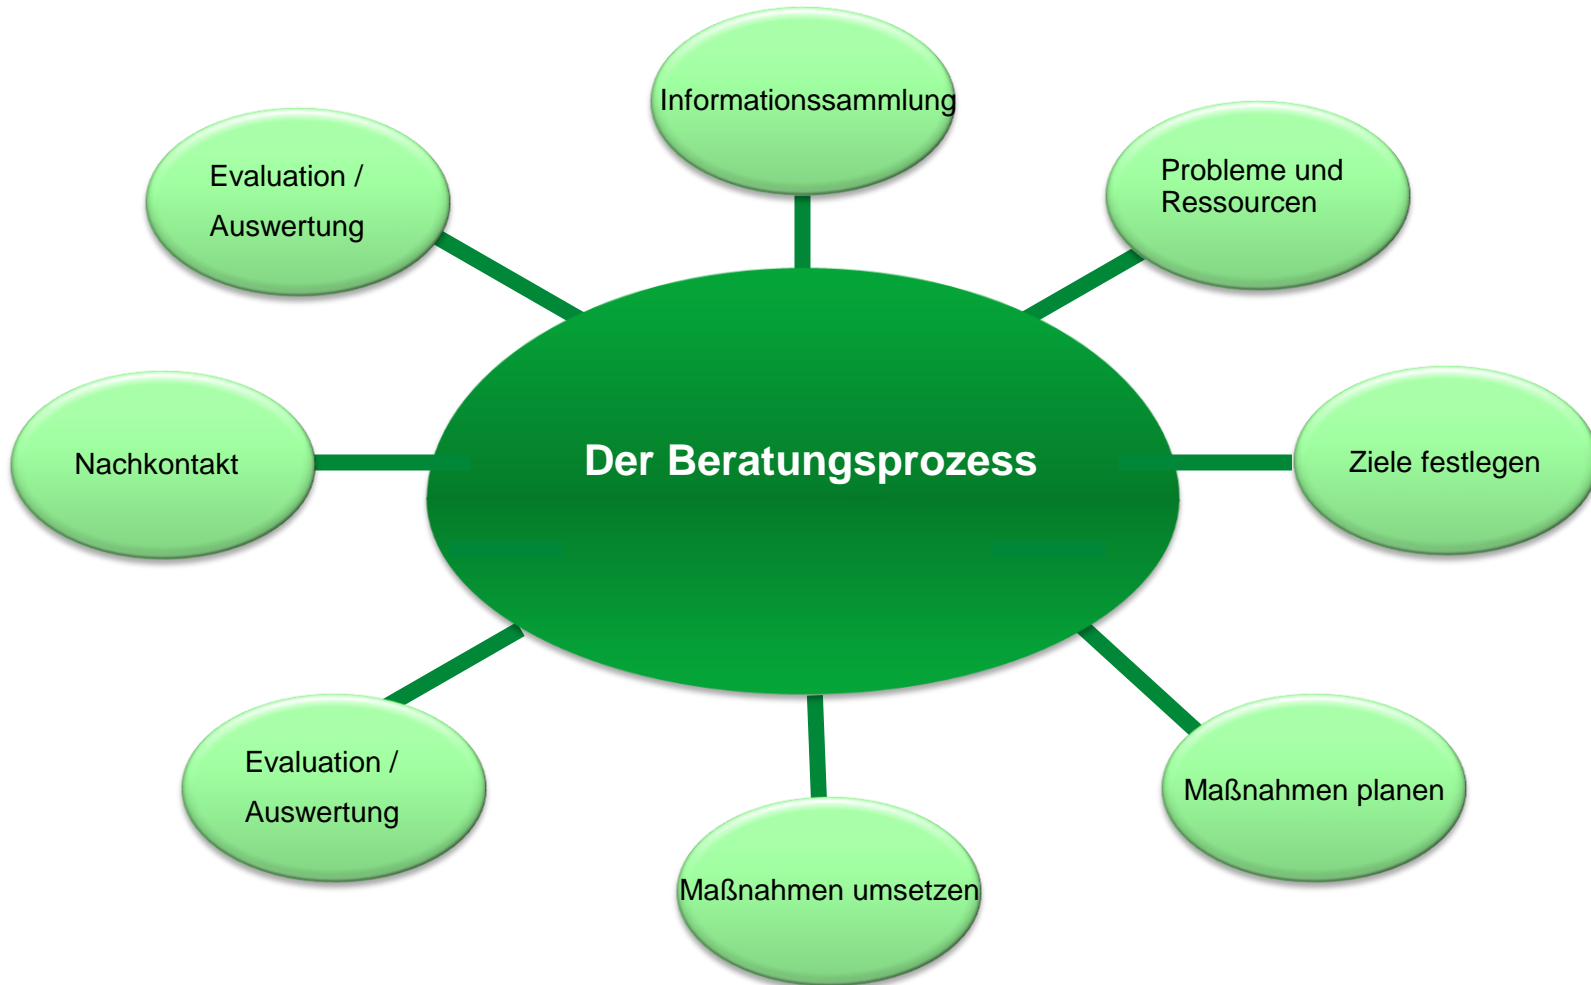 Informationssammlung
Evaluation /
Auswertung
Probleme und
Ressourcen
Der Beratungsprozess
Nachkontakt
Ziele festlegen
Evaluation /
Auswertung
Maßnahmen planen
Maßnahmen umsetzen